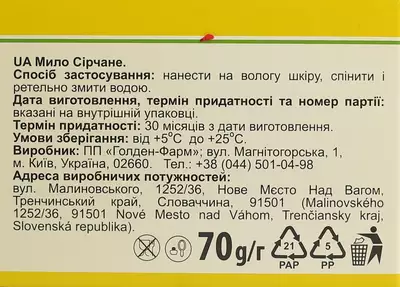 UA Мило Сірчане.
Спосіб застосування: нанести на вологу шкіру, спінити і
ретельно змити водою.
Дата виготовлення, термін придатності та номер партії:
вказані на внутрішній упаковці.
Термін придатності: 30 місяців з дати виготовлення.
Умови зберігання: від +5°С до +25°С.
Виробник: ПП «Голден-Фарм»; вул. Магнітогорська, 1,
м. Київ, Україна, 02660. Тел.: +38 (044) 501-04-98
Адреса виробничих потужностей:
вул. Малиновського, 1252/36, Нове Мєсто Над Вагом,
Тренчинський край, Словаччина, 91501 (Malinovského
1252/36, 91501 Nové Mesto nad Váhom, Trenčiansky kraj,
Slovenská republika).
70g/г
21
PAP
5
PP